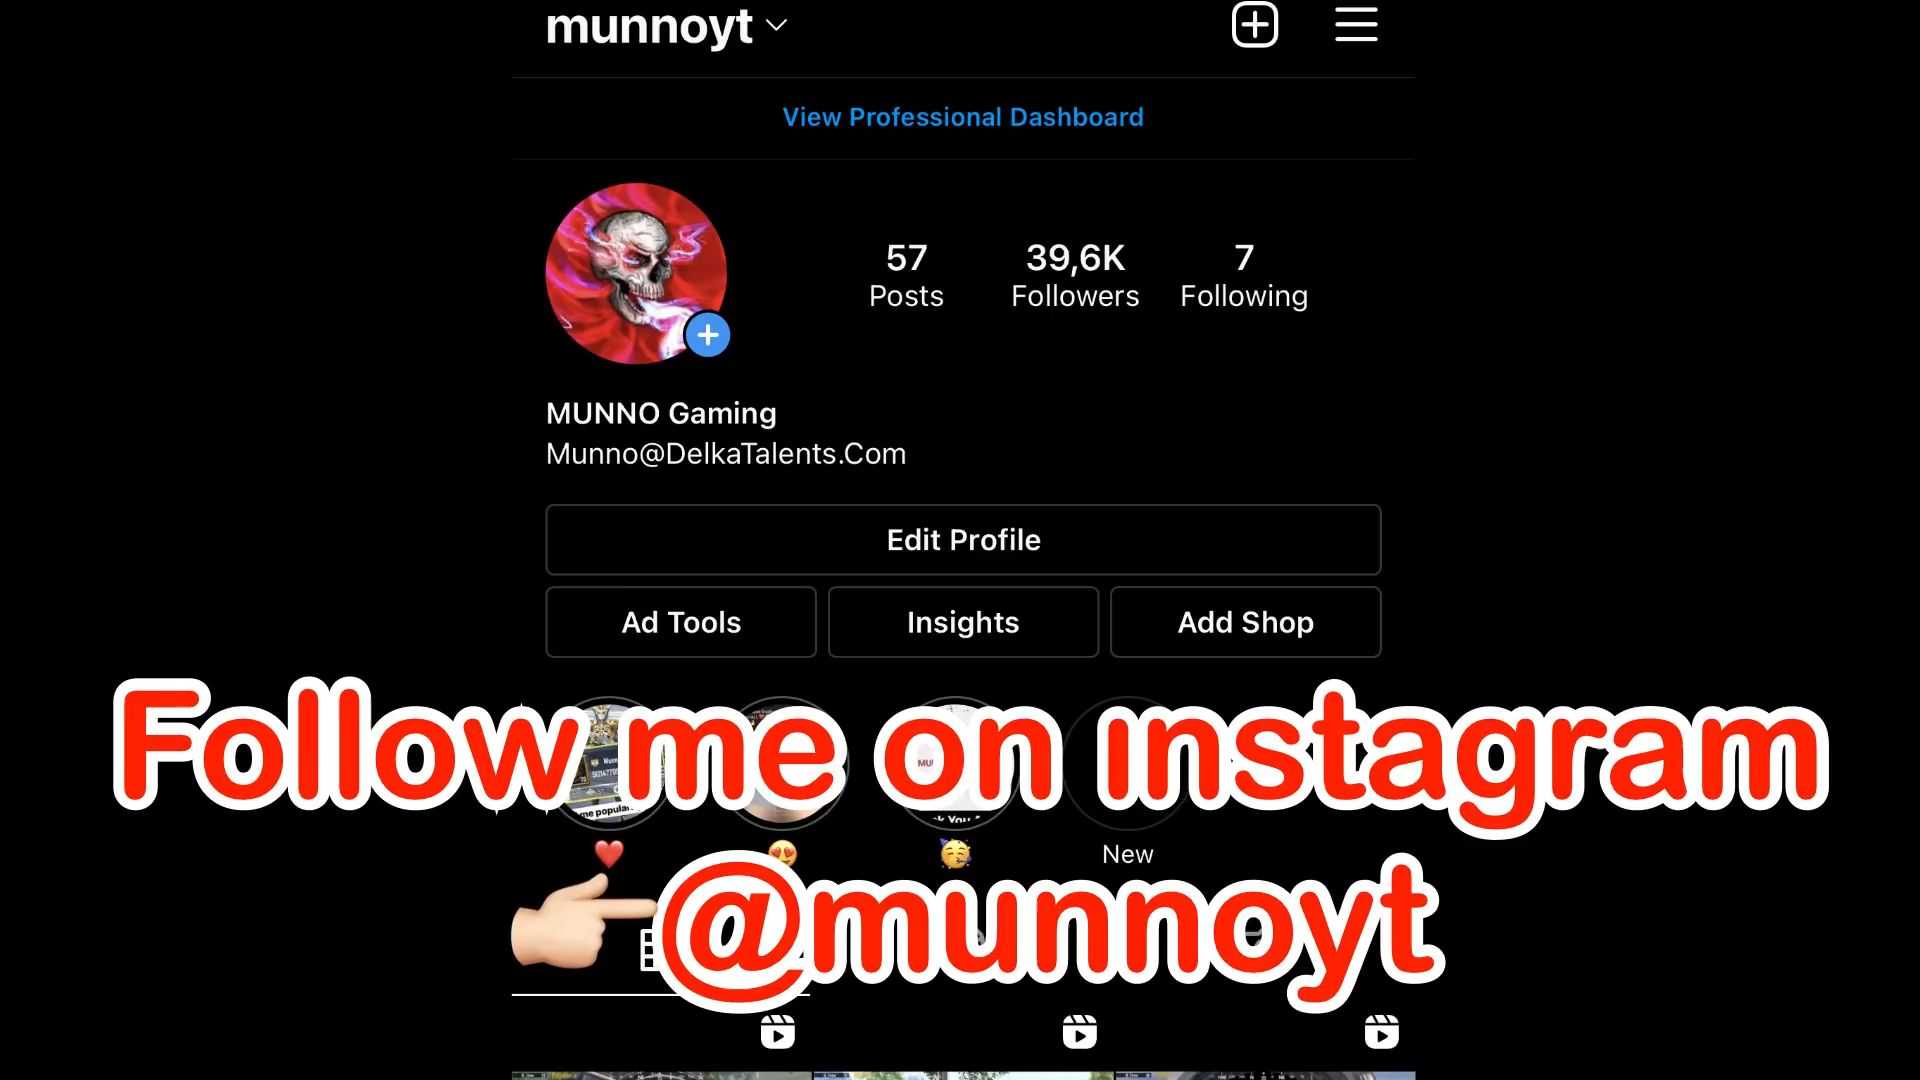 munnoyt
View Professional Dashboard
57
39,6K
7
Posts
Followers
Following
MUNNO Gaming
Munno@DelkaTalents.Com
Edit Profile
Ad Tools
Insights
Add Shop
Follow me on ınstagram
New
@munnoyt